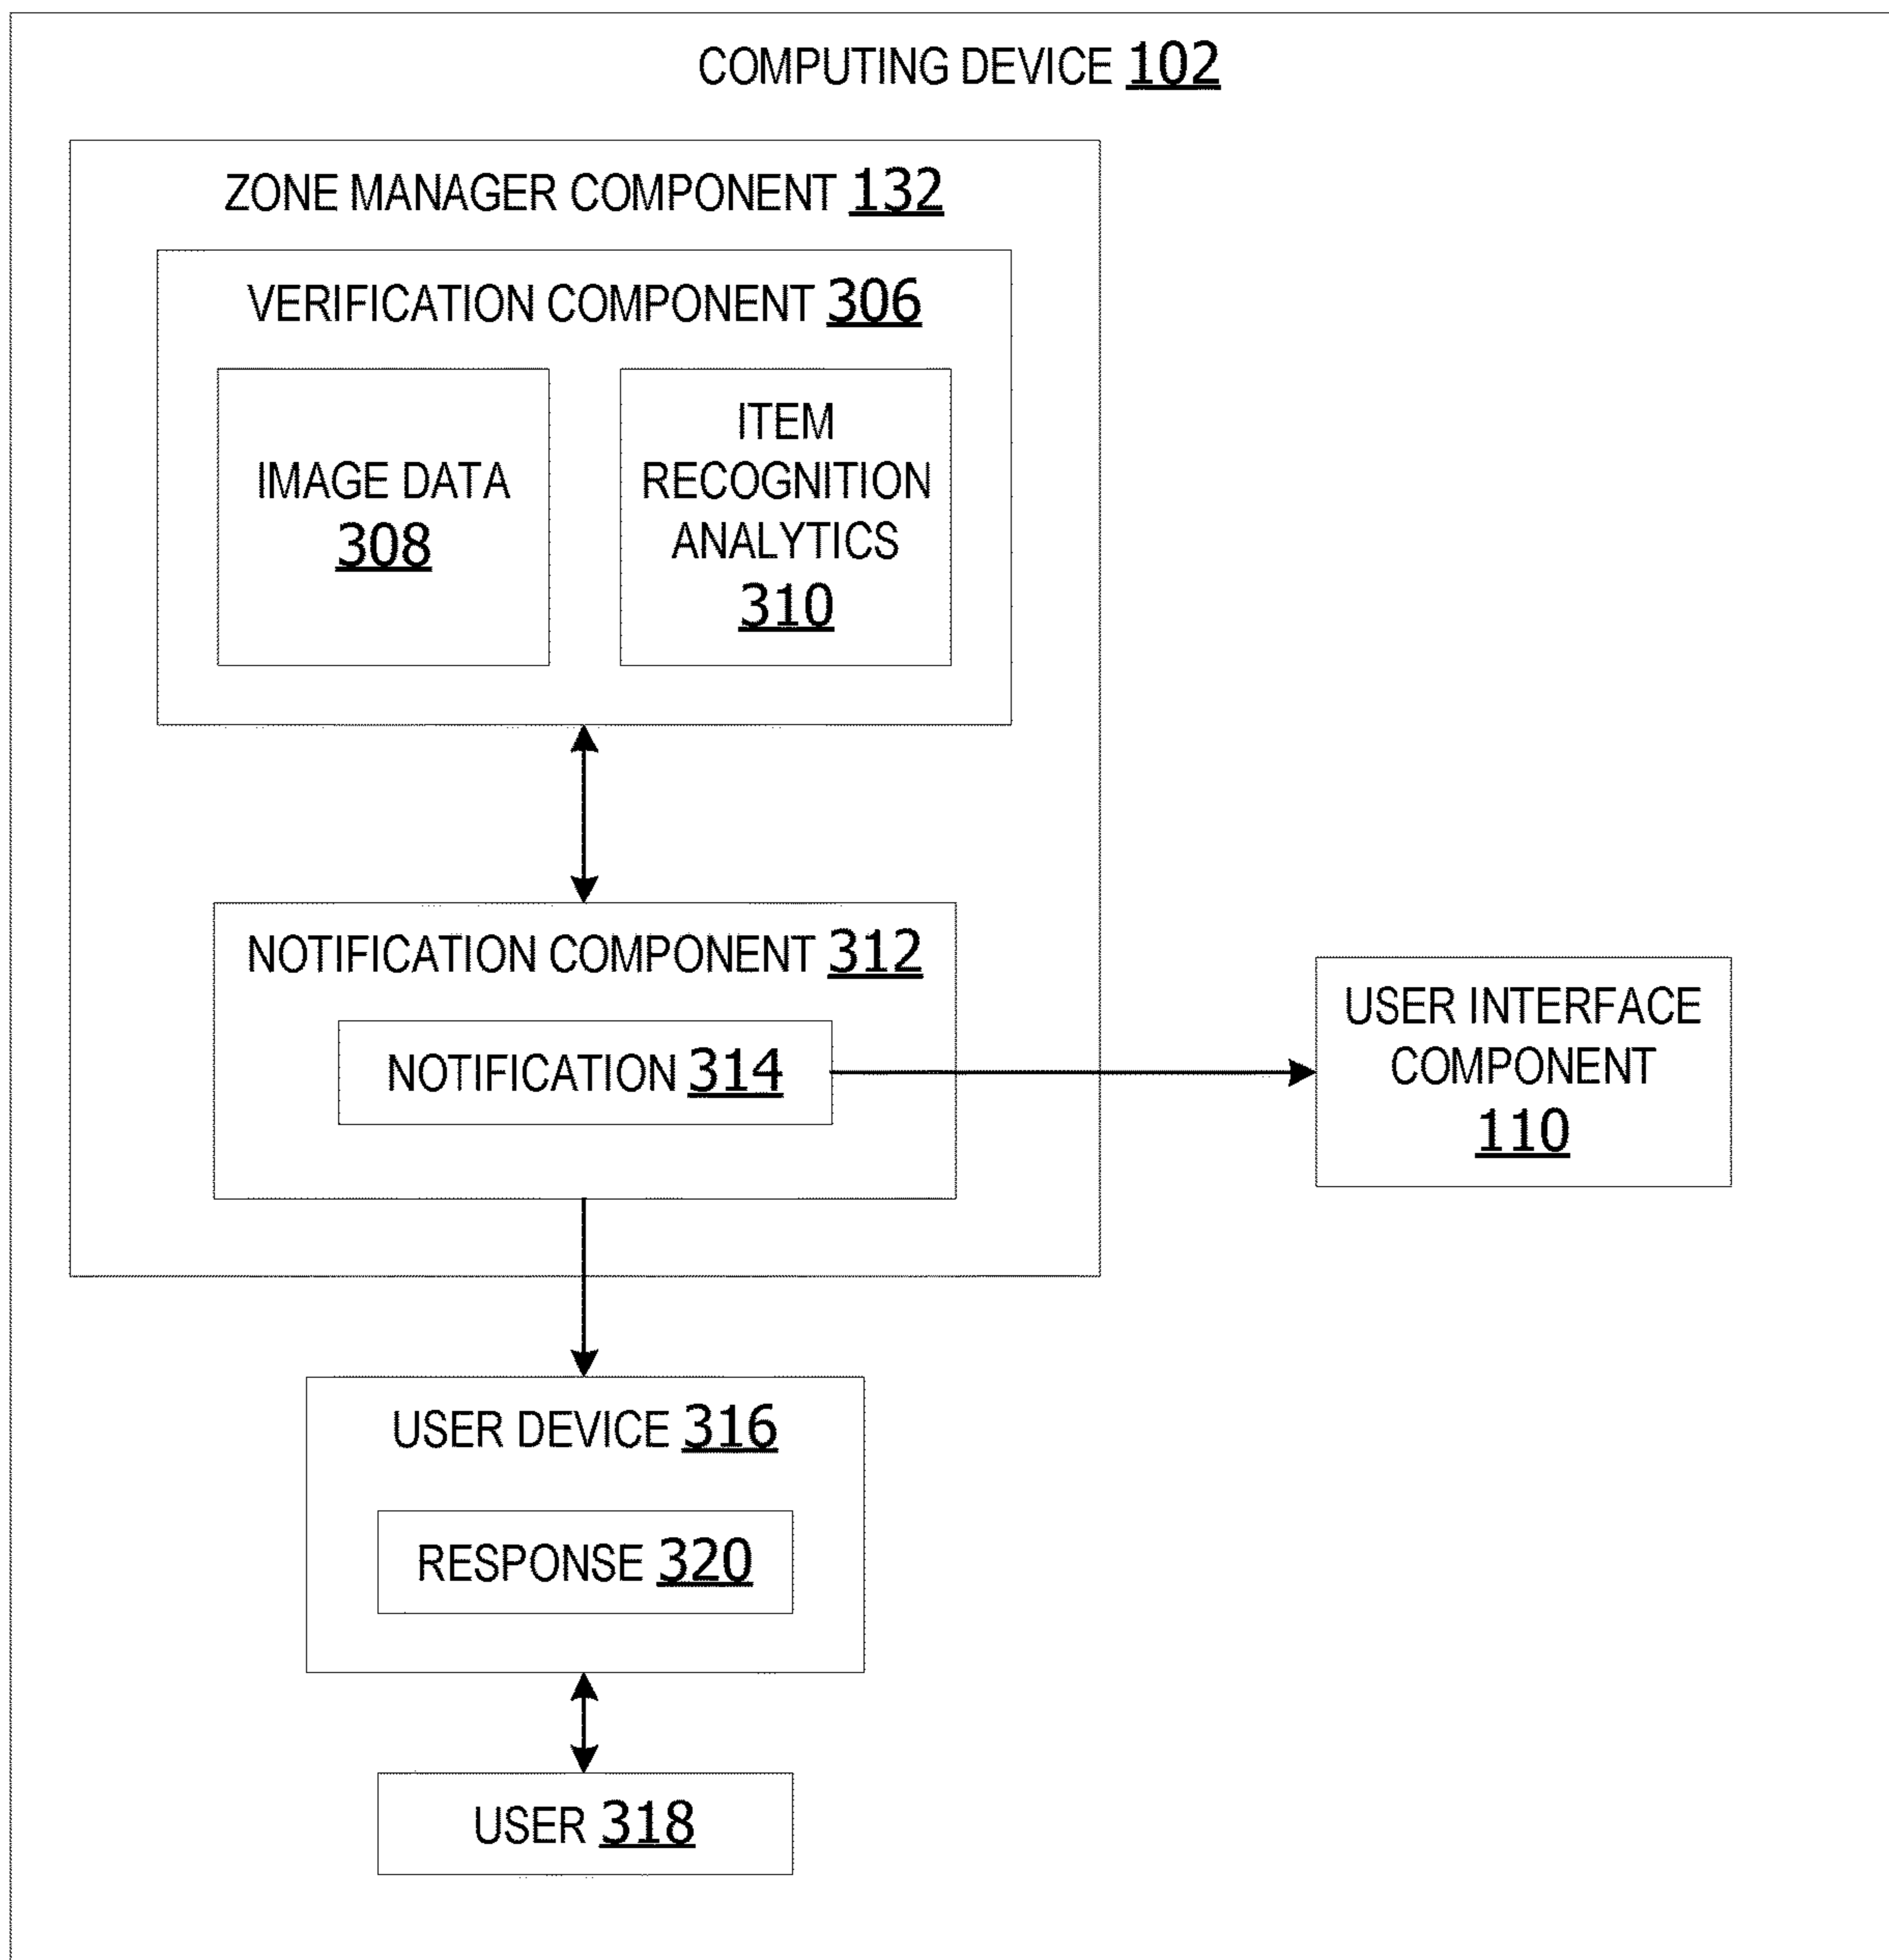 COMPUTING DEVICE 102
ZONE MANAGER COMPONENT 132
VERIFICATION COMPONENT 306
IMAGE DATA
308
ITEM
RECOGNITION
ANALYTICS
310
NOTIFICATION COMPONENT 312
NOTIFICATION 314
USER INTERFACE
COMPONENT
110
USER DEVICE 316
RESPONSE 320
USER 318